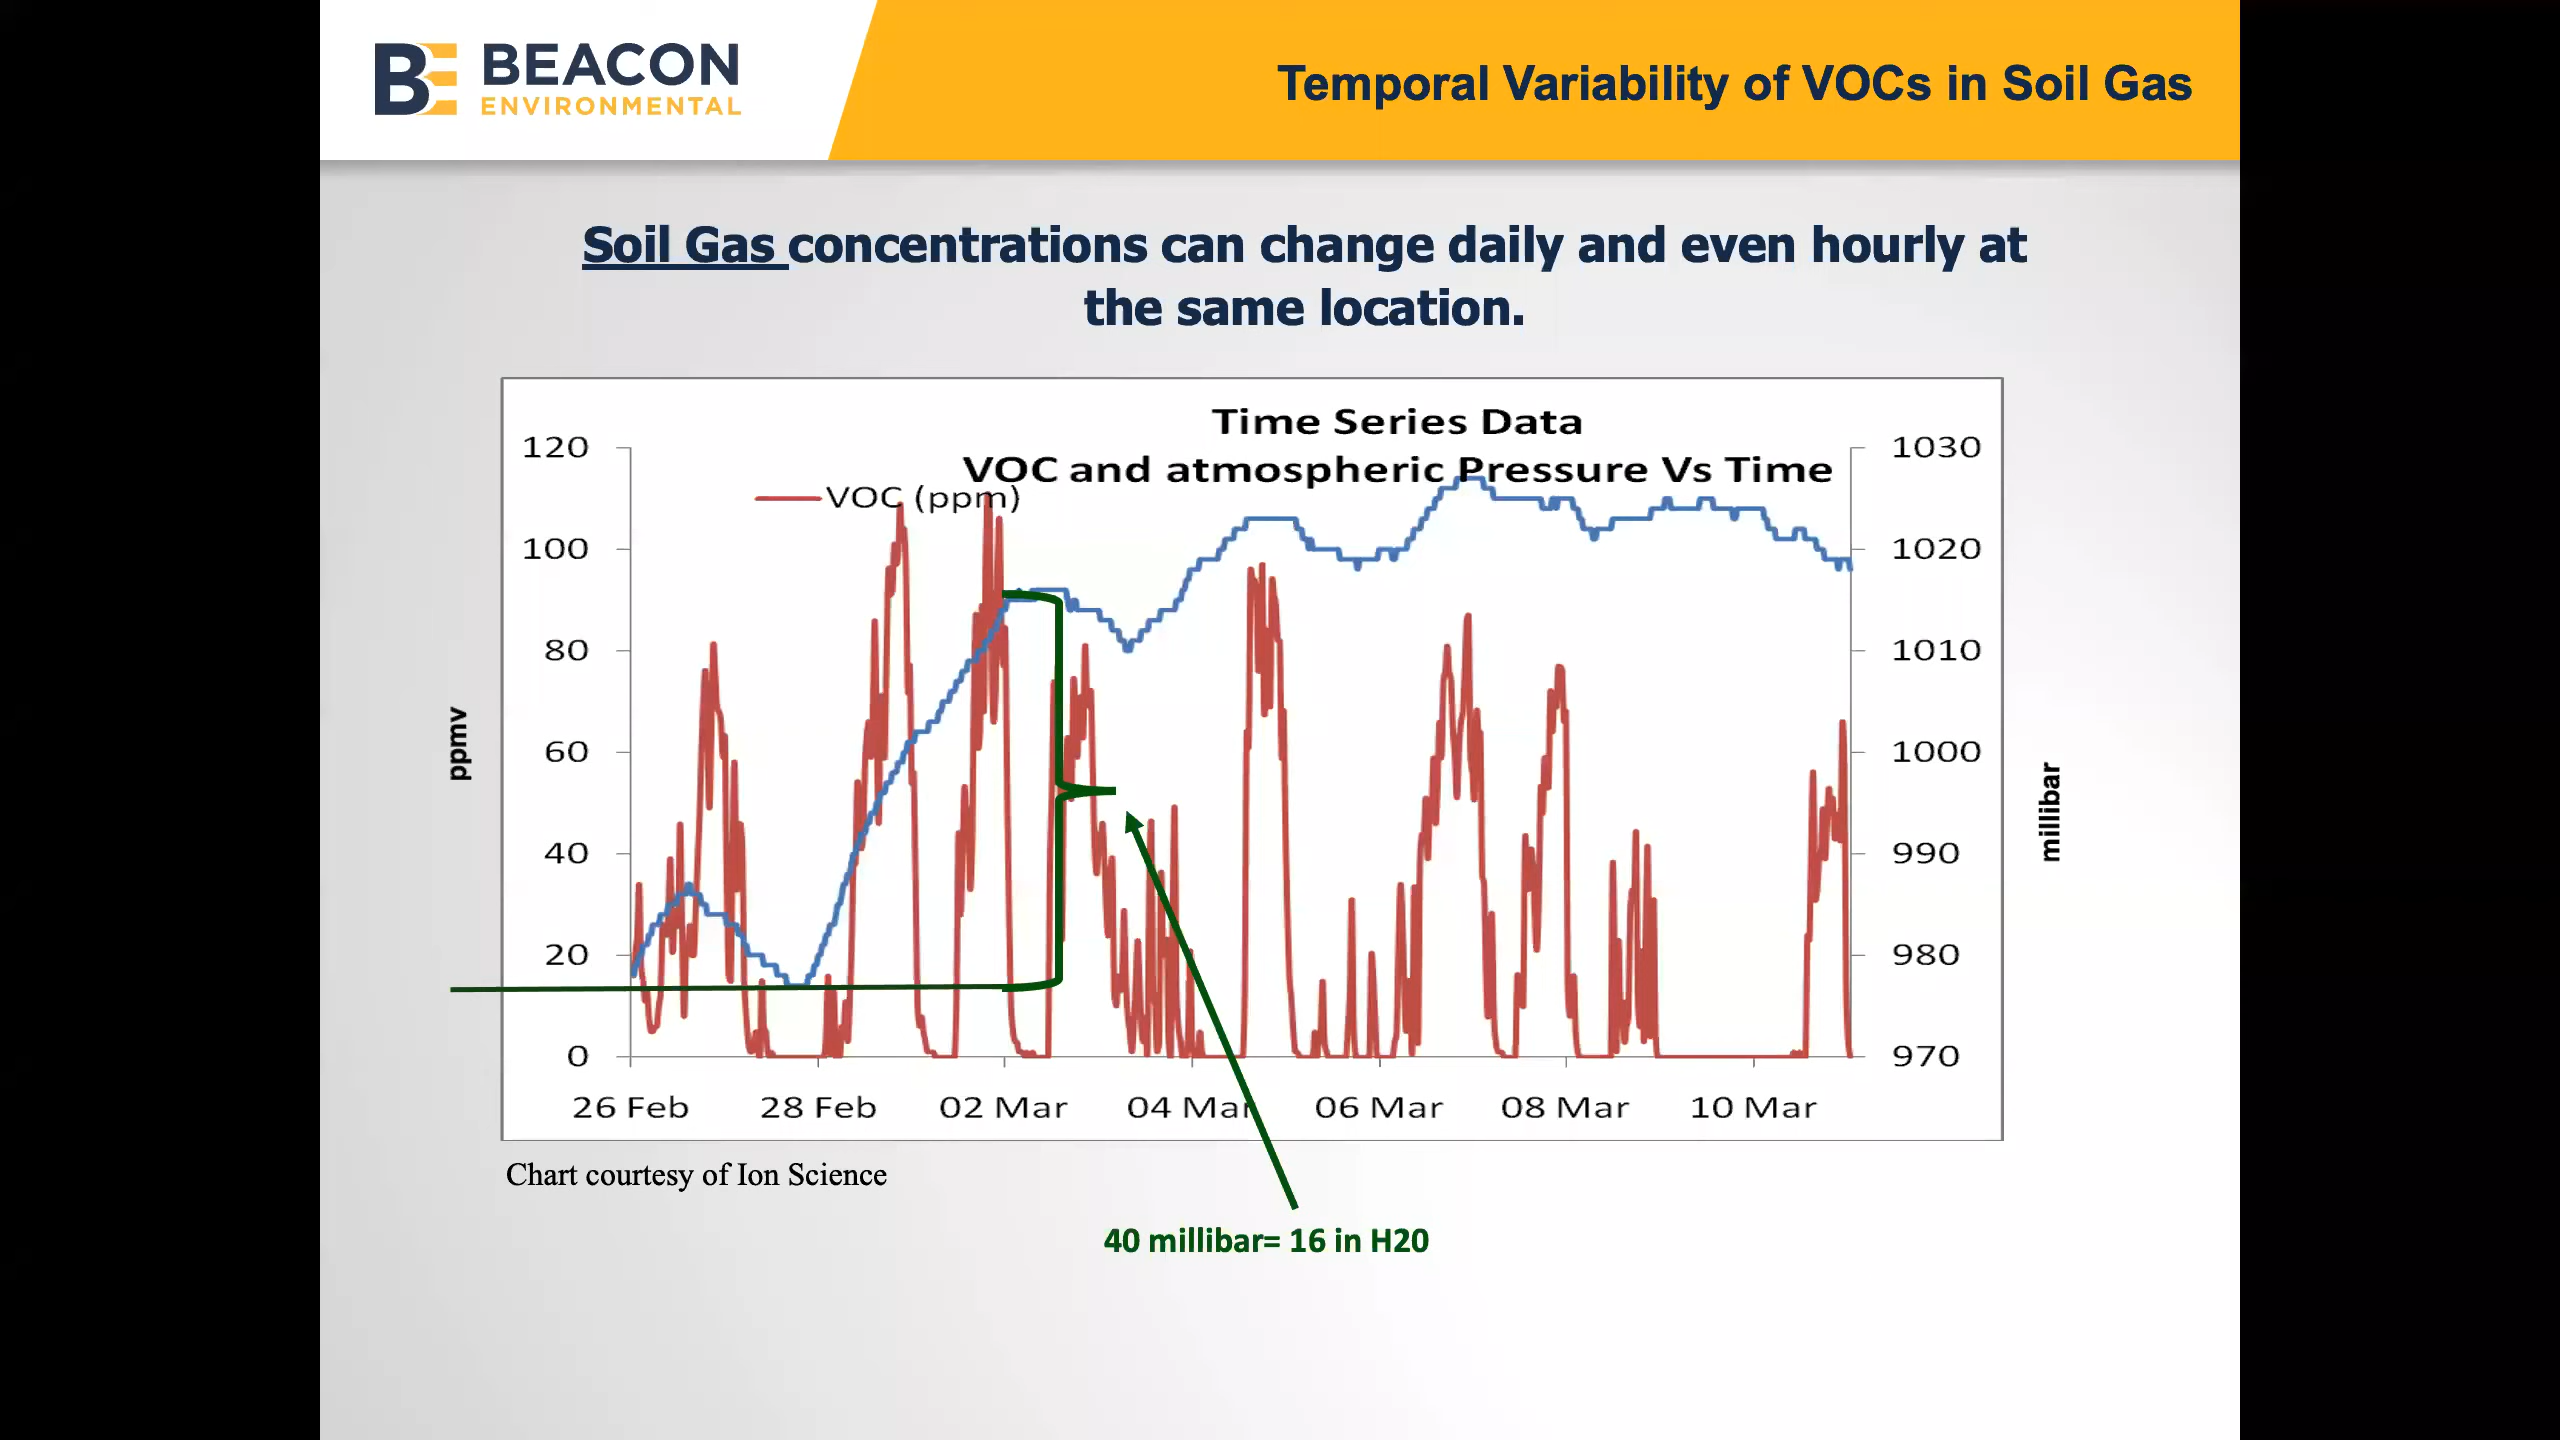 BEACON
ENVIRONMENTAL
Temporal Variability of VOCs in Soil Gas
Soil Gas concentrations can change daily and even hourly at
the same location.
Time Series Data
VOC and atmospheric Pressure Vs Time
VOC (ppm)
120
100
80
60
40
20
0
ppmv
1030
1020
1010
1000
990
980
970
millibar
26 Feb 28 Feb 02 Mar 04 Mar 06 Mar 08 Mar 10 Mar
Chart courtesy of Ion Science
40 millibar= 16 in H20